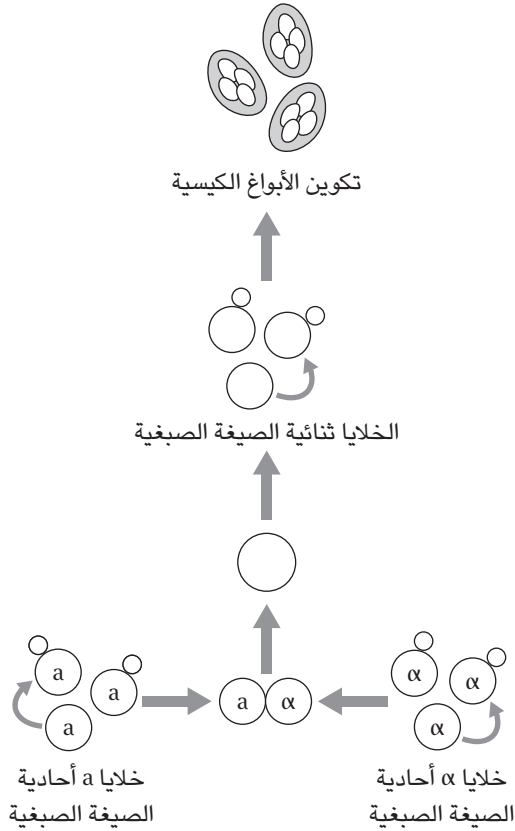 تكوين الأبواغ الكيسية
الخلايا ثنائية الصيغة الصبغية
a
a
a
a
α
α
α
α
خلايا a أحادية
الصيغة الصبغية
خلايا α أحادية
الصيغة الصبغية